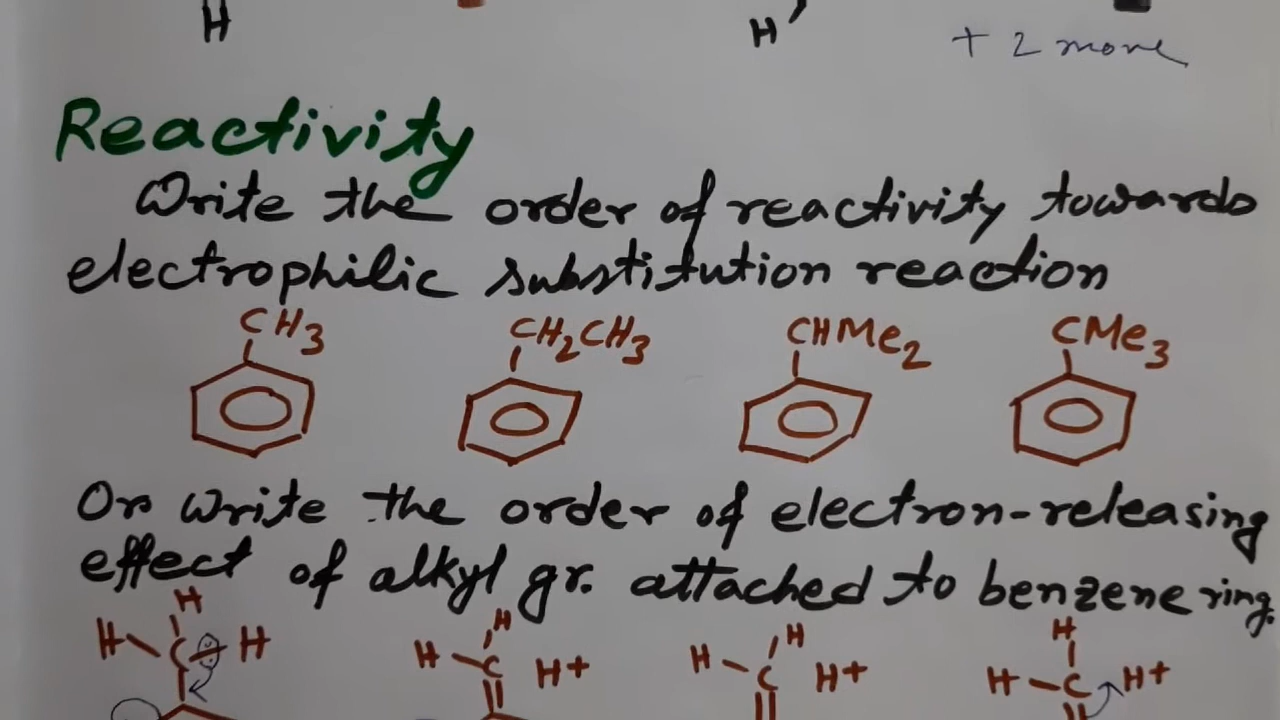 H H + 2 more
Reactivity
Write the order of reactivity towards
electrophilic substitution reaction
CH3 CH2CH3 CHMe2 CMe3
Or write the order of electron-releasing
effect of alkyl gr. attached to benzene ring.
H H H H
H C H H C H+ H C H+ H C H+